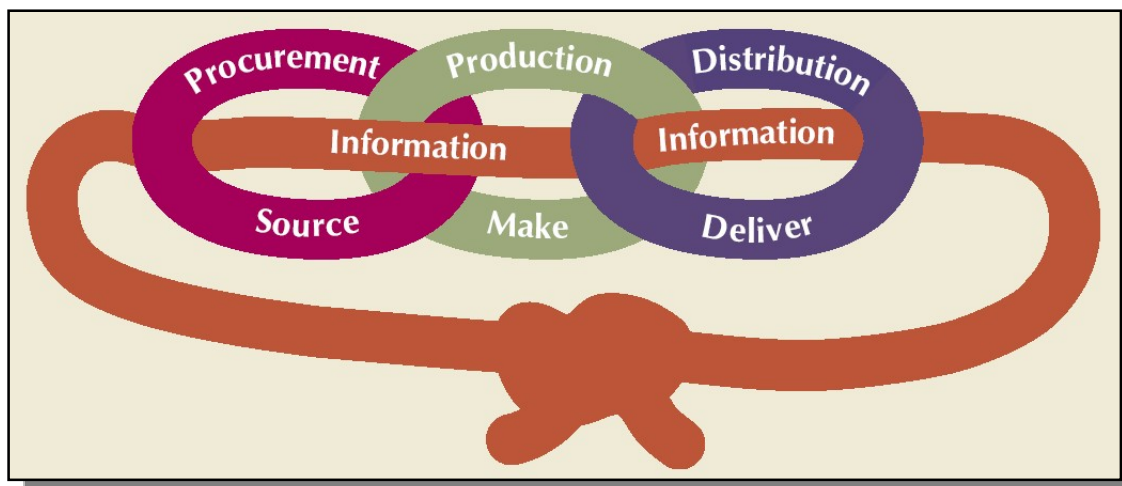 Procurement
Production
Distribution
Information
Information
Source
Make
Deliver